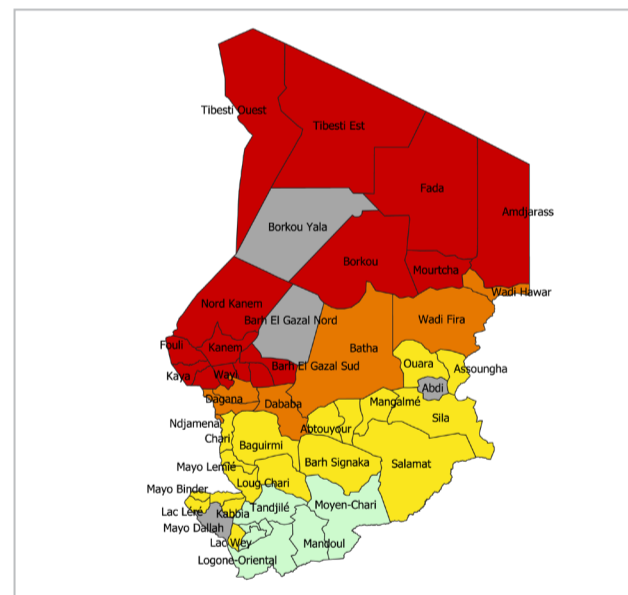 Tibesti Ouest
Tibesti Est
Fada
Amdjarass
Borkou Yala
Borkou
Mourtcha
Wadi Hawar
Nord Kanem
Barh El Gazal Nord
Wadi Fira
Fouli
Kanem
Batha
Ouara
Assoungha
Kaya
Wayi
Barh El Gazal Sud
Abdi
Dagana
Dababa
Mangalmé
Sila
Ndjamena
Abtouyour
Chari
Baguirmi
Barh Signaka
Salamat
Mayo Lemié
Loug Chari
Mayo Binder
Moyen-Chari
Lac Léré
Kabbia
Tandjilé
Mayo Dallah
Lac Wey
Mandoul
Logone-Oriental